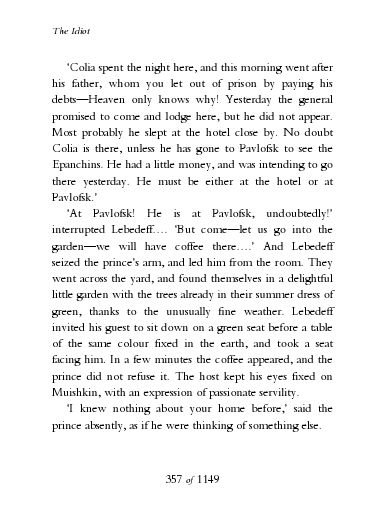 The Idiot
‘Colia spent the night here, and this morning went after
his father, whom you let out of prison by paying his
debts—Heaven only knows why! Yesterday the general
promised to come and lodge here, but he did not appear.
Most probably he slept at the hotel close by. No doubt
Colia is there, unless he has gone to Pavlofsk to see the
Epanchins. He had a little money, and was intending to go
there yesterday. He must be either at the hotel or at
Pavlofsk.’
‘At Pavlofsk! He is at Pavlofsk, undoubtedly!’
interrupted Lebedeff.... ‘But come—let us go into the
garden—we will have coffee there....’ And Lebedeff
seized the prince’s arm, and led him from the room. They
went across the yard, and found themselves in a delightful
little garden with the trees already in their summer dress of
green, thanks to the unusually fine weather. Lebedeff
invited his guest to sit down on a green seat before a table
of the same colour fixed in the earth, and took a seat
facing him. In a few minutes the coffee appeared, and the
prince did not refuse it. The host kept his eyes fixed on
Muishkin, with an expression of passionate servility.
‘I knew nothing about your home before,’ said the
prince absently, as if he were thinking of something else.
357 of 1149